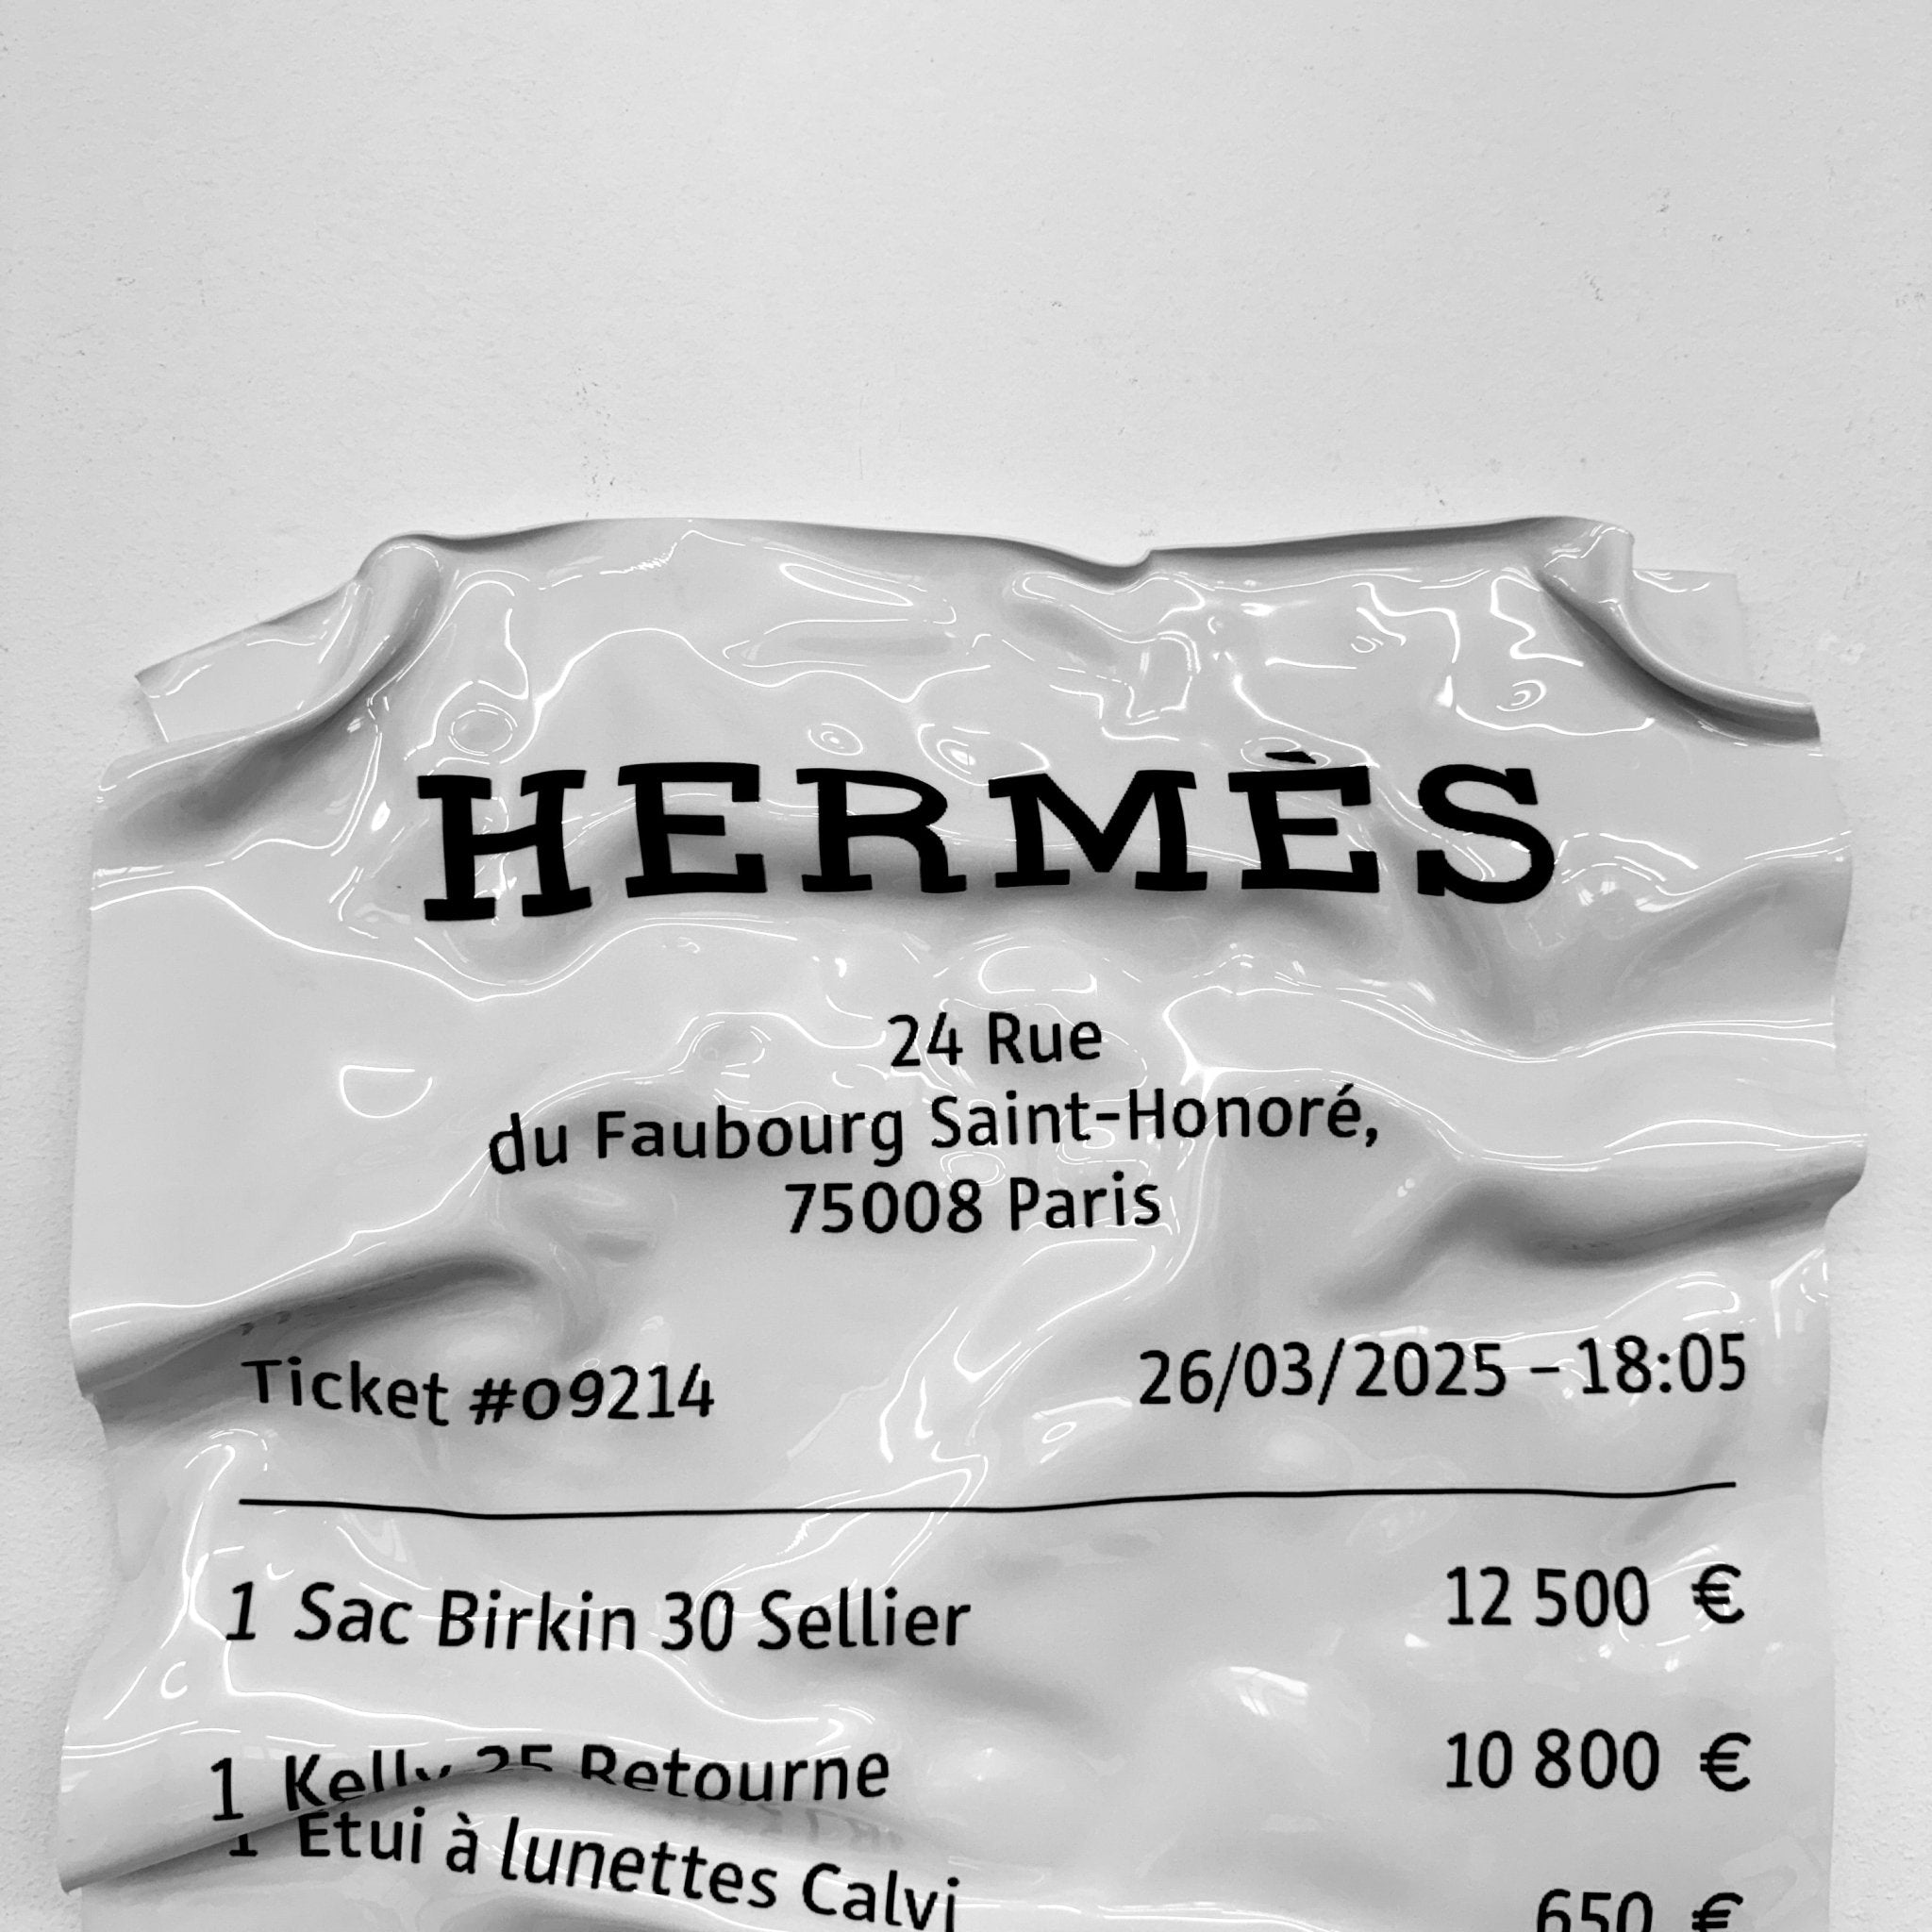 HERMÈS
24 Rue
du Faubourg Saint-Honoré,
75008 Paris
Ticket #09214 26/03/2025 – 18:05
1 Sac Birkin 30 Sellier 12 500 €
1 Kelly 25 Retourne 10 800 €
1 Etui à lunettes Calvi 650 €